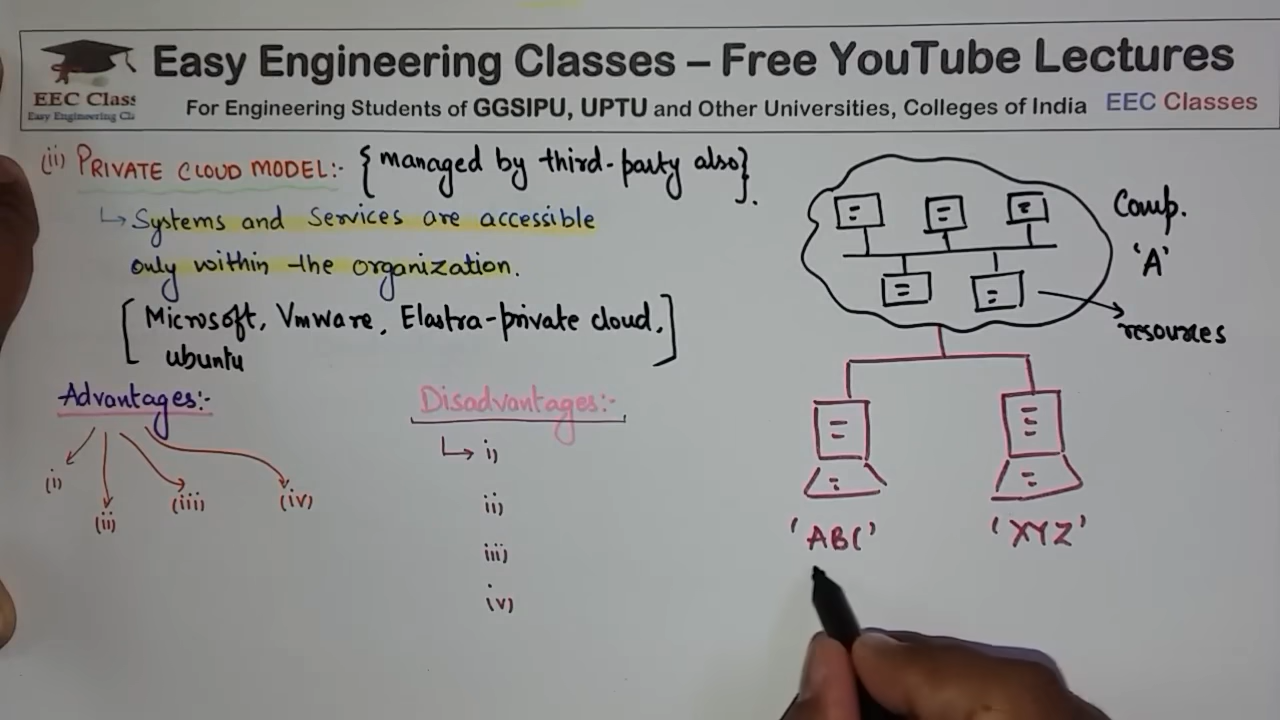 Easy Engineering Classes – Free YouTube Lectures
EEC Class
Easy Engineering Cl
For Engineering Students of GGSIPU, UPTU and Other Universities, Colleges of India EEC Classes
(ii) PRIVATE CLOUD MODEL:- {managed by third-party also}.
↳ Systems and Services are accessible
only within the organization.
[Microsoft, Vmware, Elastra-private cloud,
ubuntu]
Advantages:-
(i)
(ii)
(iii)
(iv)
Disadvantages:-
↳ i)
ii)
iii)
iv)
Comp.
'A'
resources
'ABC'
'XYZ'